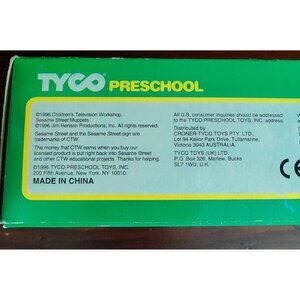 TYCO PRESCHOOL
©1996 Children's Television Workshop.
Sesame Street Muppets
©1996 Jim Henson Productions, Inc. All rights reserved.
Sesame Street and the Sesame Street sign are
trademarks of CTW
The money that CTW earns when you buy our
licensed product is put right back into Sesame Street
and other CTW educational projects. Thanks for helping.
©1996 TYCO PRESCHOOL TOYS, INC.
200 Fifth Avenue, New York, NY 10010.
MADE IN CHINA
All U.S. consumer inquiries should be addressed
to the TYCO PRESCHOOL TOYS, INC. address.
Distributed by
CRONER-TYCO TOYS PTY. LTD.
Lot 94 Keilor Park Drive, Tullamarine,
Victoria 3043 AUSTRALIA.
TYCO TOYS (UK) LTD.
P.O. Box 326, Marlow, Bucks
SL7 1WU, U.K.
CE